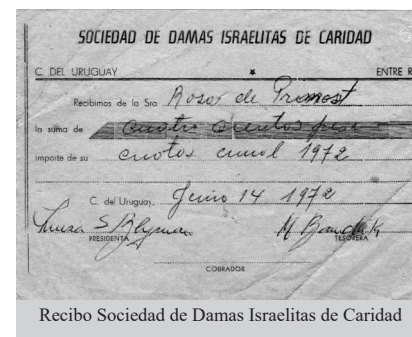 SOCIEDAD DE DAMAS ISRAELITAS DE CARIDAD
C. DEL URUGUAY ENTRE R
Recibimos de la Sra Rosa de
la suma de cuatro cientos pesos
importe de su cuota anual 1972
C. del Uruguay, Junio 14 1972
Luisa S
PRESIDENTA TESORERA
COBRADOR
Recibo Sociedad de Damas Israelitas de Caridad